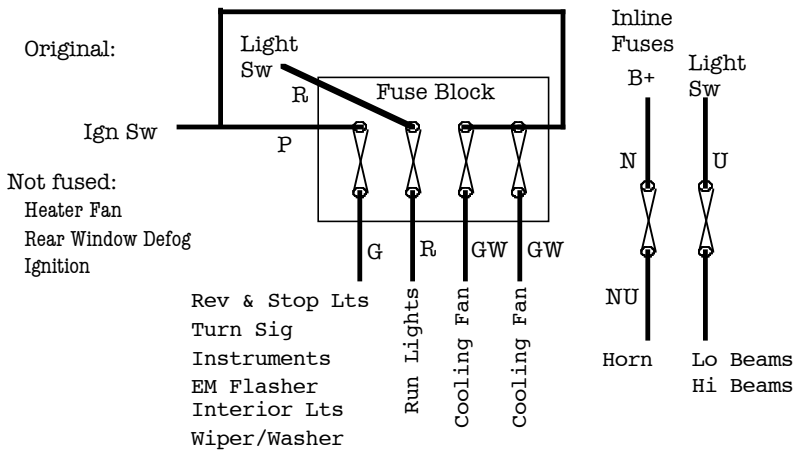 Original:
Light
Sw
R
Fuse Block
Ign Sw
P
Not fused:
Heater Fan
Rear Window Defog
Ignition
G
R
GW
GW
Rev & Stop Lts
Turn Sig
Instruments
EM Flasher
Interior Lts
Wiper/Washer
Run Lights
Cooling Fan
Cooling Fan
Inline
Fuses
B+
Light
Sw
N
U
NU
Horn
Lo Beams
Hi Beams